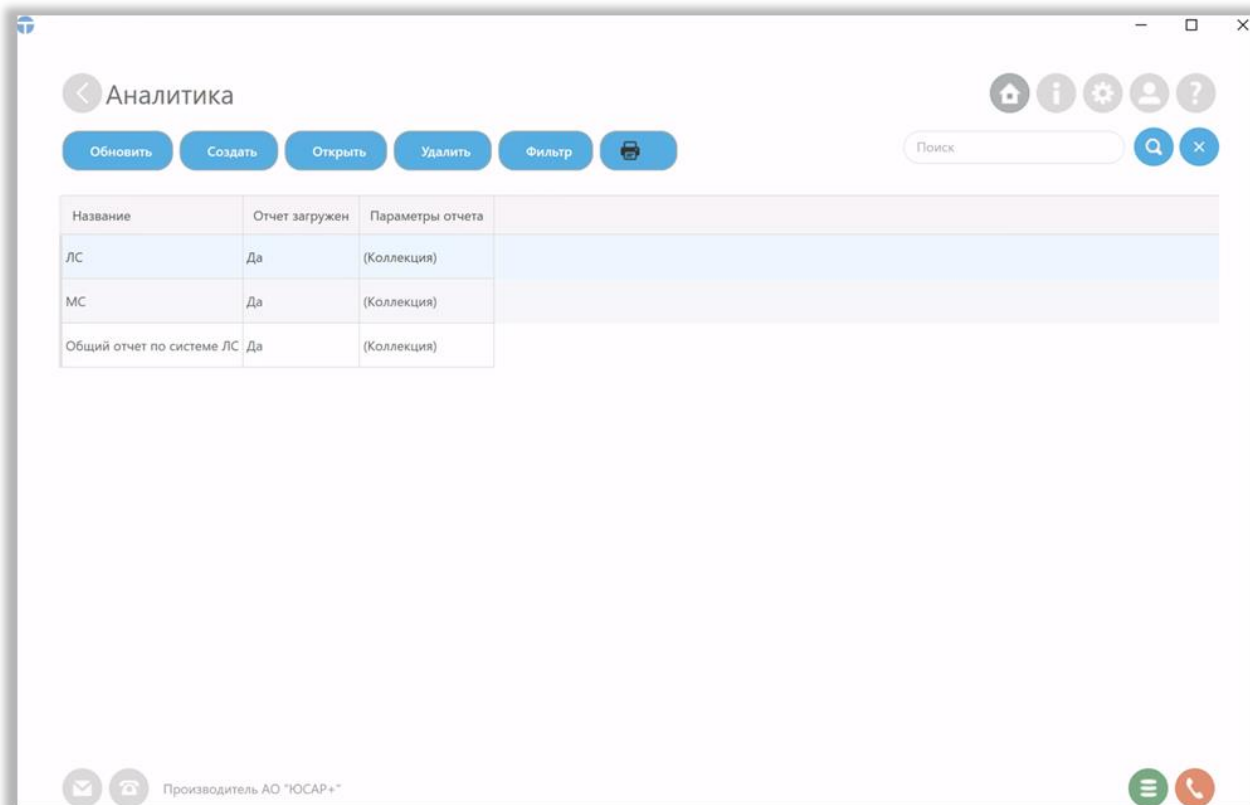 Аналитика
Обновить Создать Открыть Удалить Фильтр Поиск
Название Отчет загружен Параметры отчета
ЛС Да (Коллекция)
МС Да (Коллекция)
Общий отчет по системе ЛС Да (Коллекция)
Производитель АО "ЮСАР+"